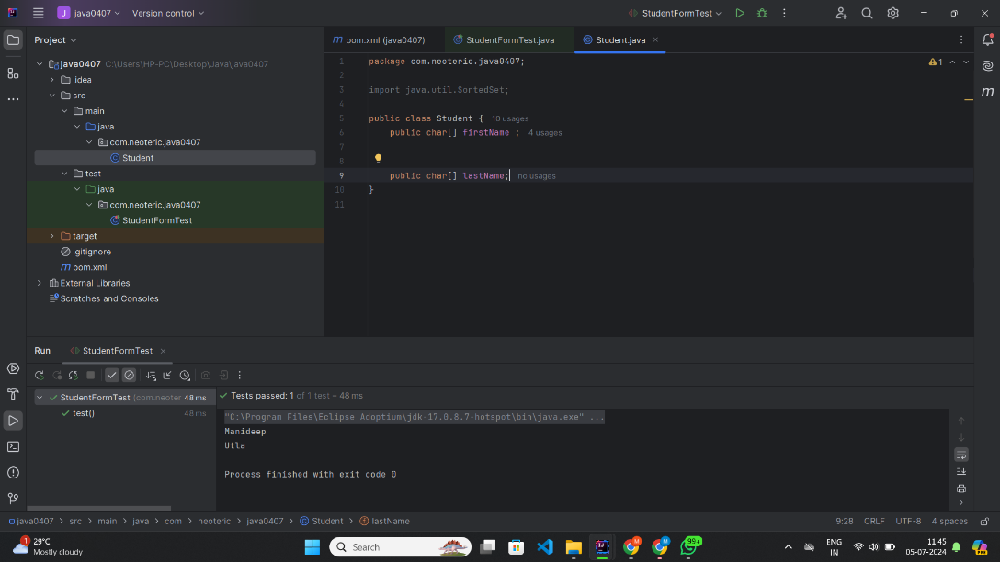 J java0407 Version control StudentFormTest
Project
pom.xml (java0407) StudentFormTest.java Student.java
java0407 C:\Users\HP-PC\Desktop\Java\java0407
.idea
src
main
java
com.neoteric.java0407
Student
test
java
com.neoteric.java0407
StudentFormTest
target
.gitignore
pom.xml
External Libraries
Scratches and Consoles
1 package com.neoteric.java0407; 1
2
3 import java.util.SortedSet;
4
5 public class Student { 10 usages
6 public char[] firstName ; 4 usages
7
8
9 public char[] lastName; no usages
10 }
11
Run StudentFormTest
StudentFormTest (com.neoter 48 ms
test() 48 ms
Tests passed: 1 of 1 test – 48 ms
"C:\Program Files\Eclipse Adoptium\jdk-17.0.8.7-hotspot\bin\java.exe" ...
Manideep
Utla
Process finished with exit code 0
java0407 > src > main > java > com > neoteric > java0407 > Student > lastName 9:28 CRLF UTF-8 4 spaces
1
29°C
Mostly cloudy
Search
M
M
99+
ENG
IN
11:45
05-07-2024